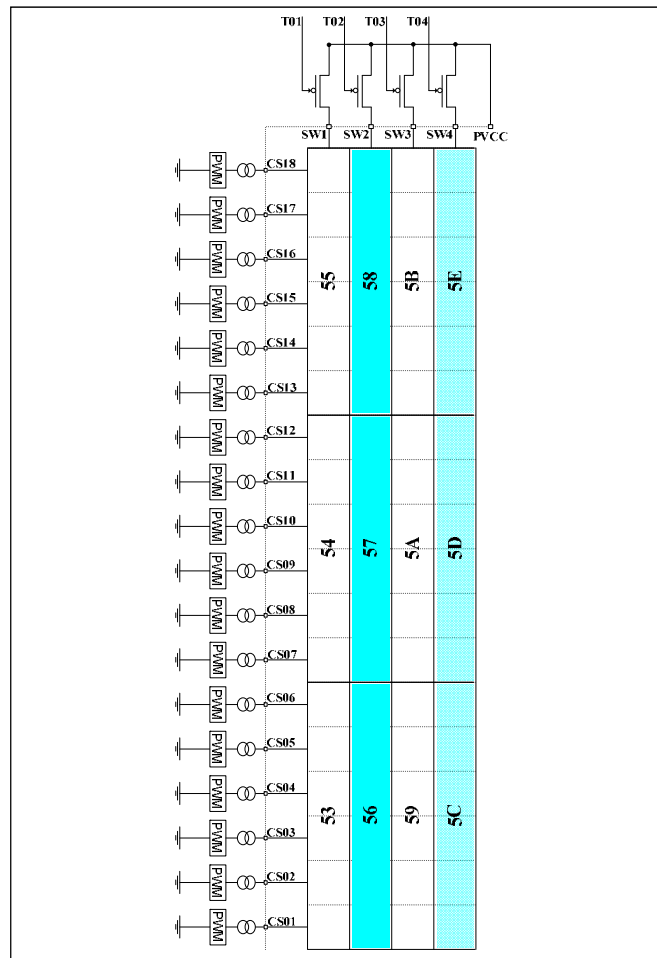 T01 T02 T03 T04
SW1 SW2 SW3 SW4 PVCC
PWM CS18
PWM CS17
PWM CS16
55 58 5B 5E
PWM CS15
PWM CS14
PWM CS13
PWM CS12
PWM CS11
PWM CS10
54 57 5A 5D
PWM CS09
PWM CS08
PWM CS07
PWM CS06
PWM CS05
PWM CS04
53 56 59 5C
PWM CS03
PWM CS02
PWM CS01